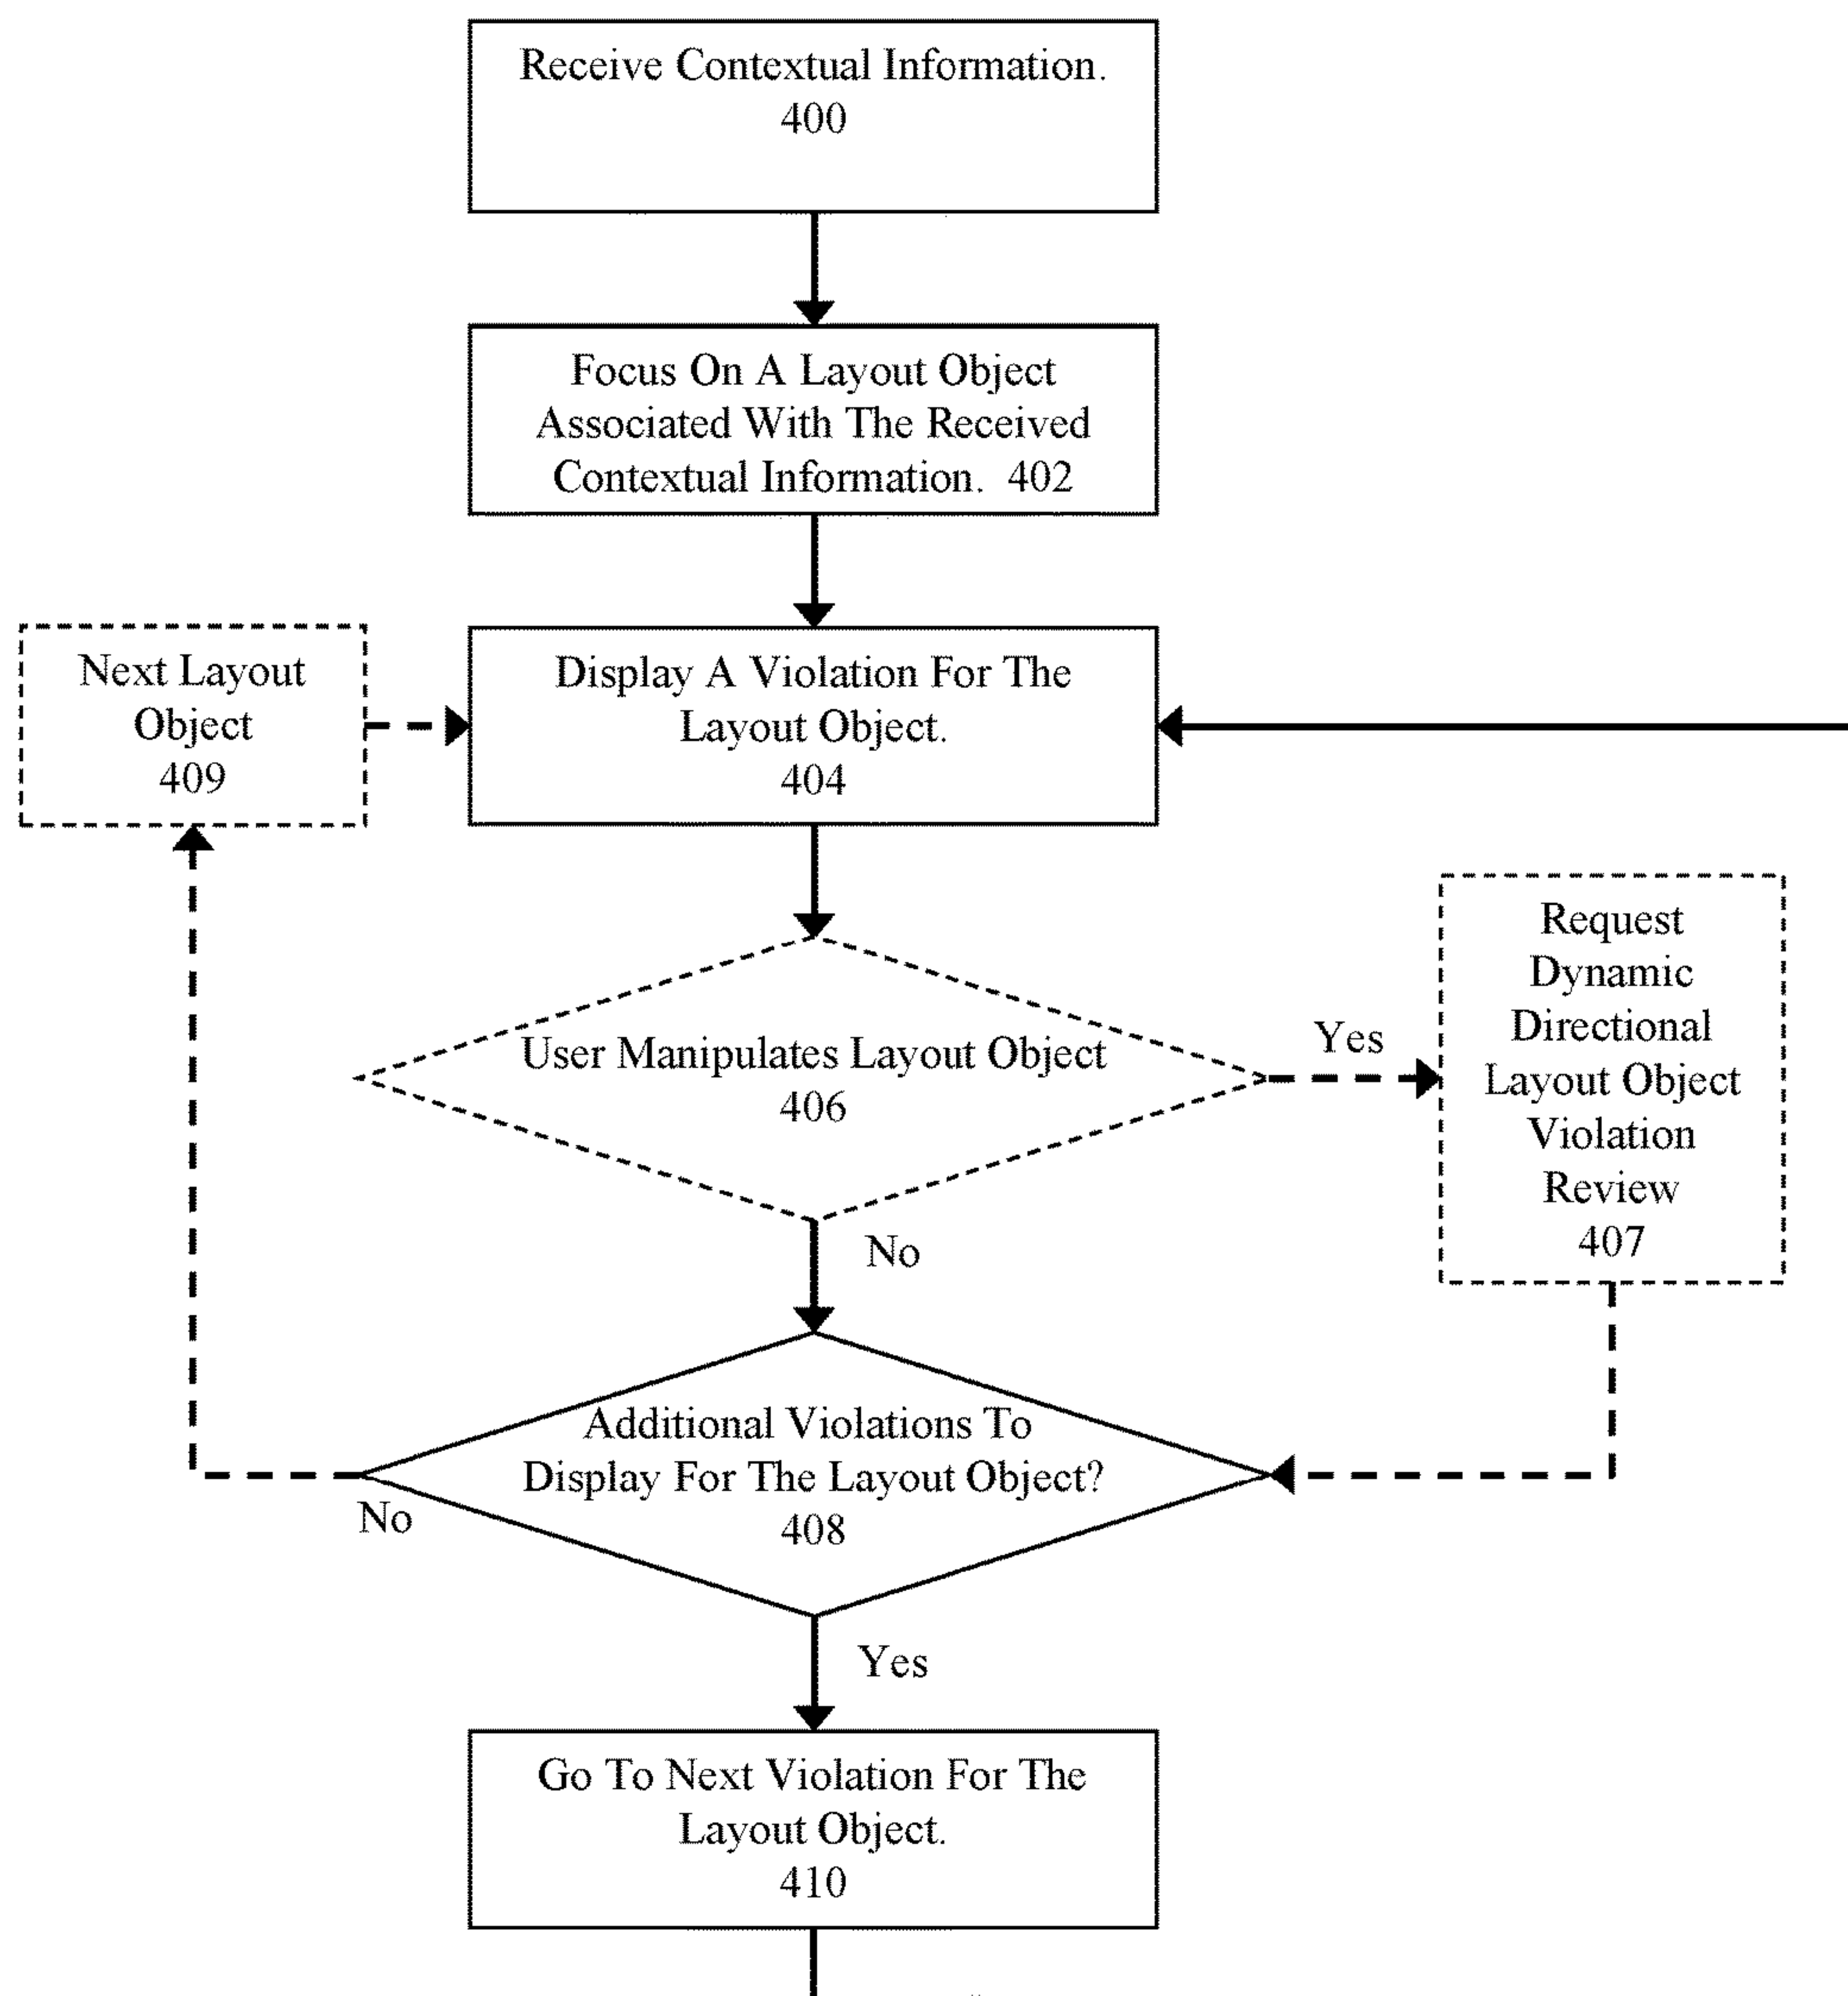 Receive Contextual Information.
400
Focus On A Layout Object
Associated With The Received
Contextual Information. 402
Next Layout
Object
409
Display A Violation For The
Layout Object.
404
User Manipulates Layout Object
406
Yes
Request
Dynamic
Directional
Layout Object
Violation
Review
407
No
Additional Violations To
Display For The Layout Object?
408
No
Yes
Go To Next Violation For The
Layout Object.
410